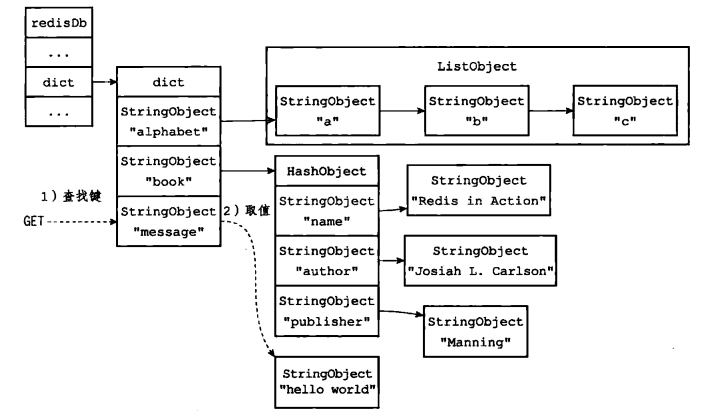 redisDb
...
dict
...
dict
StringObject
"alphabet"
StringObject
"book"
StringObject
"message"
1) 查找键
GET
2) 取值
ListObject
StringObject
"a"
StringObject
"b"
StringObject
"c"
HashObject
StringObject
"name"
StringObject
"author"
StringObject
"publisher"
StringObject
"Redis in Action"
StringObject
"Josiah L. Carlson"
StringObject
"Manning"
StringObject
"hello world"